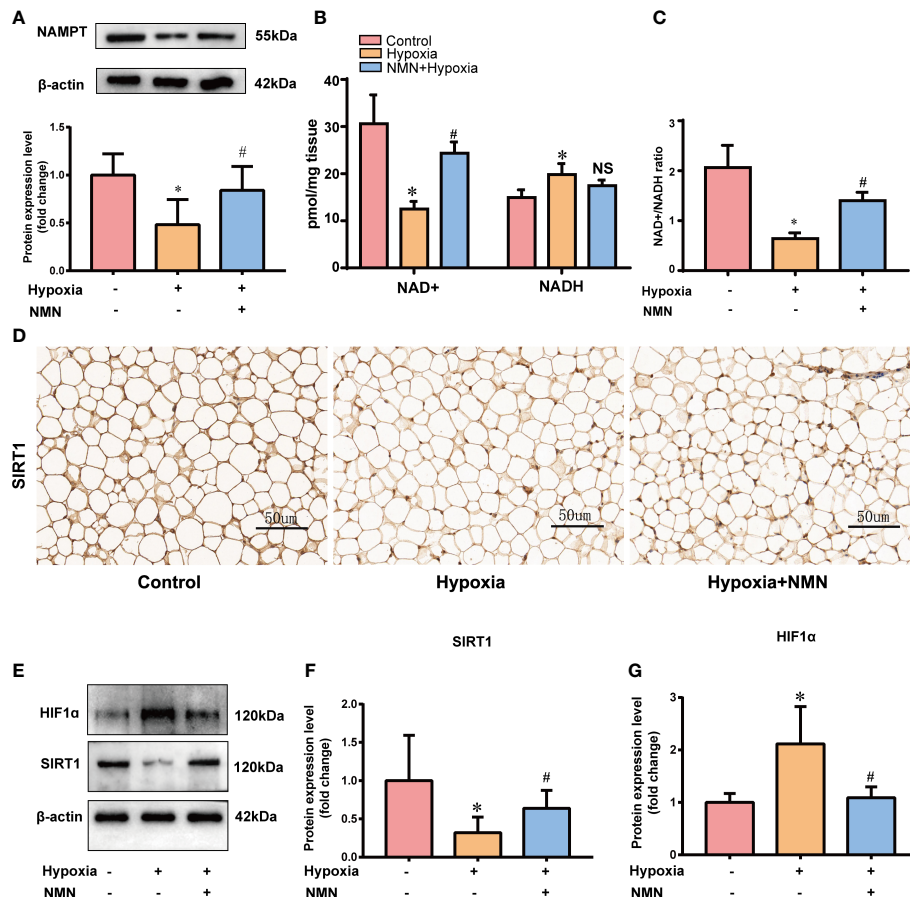 A
NAMPT
55kDa
β-actin
42kDa
Protein expression level
(fold change)
1.5
1.0
0.5
0.0
*
#
Hypoxia - + +
NMN - - +
B
Control
Hypoxia
NMN+Hypoxia
pmol/mg tissue
40
30
20
10
0
*
#
*
NS
NAD+
NADH
C
NAD+/NADH ratio
3
2
1
0
*
#
Hypoxia - + +
NMN - - +
D
SIRT1
50um
50um
50um
Control
Hypoxia
Hypoxia+NMN
E
HIF1α
120kDa
SIRT1
120kDa
β-actin
42kDa
Hypoxia - + +
NMN - - +
F
SIRT1
Protein expression level
(fold change)
2.0
1.5
1.0
0.5
0.0
*
#
Hypoxia - + +
NMN - - +
G
HIF1α
Protein expression level
(fold change)
3
2
1
0
*
#
Hypoxia - + +
NMN - - +